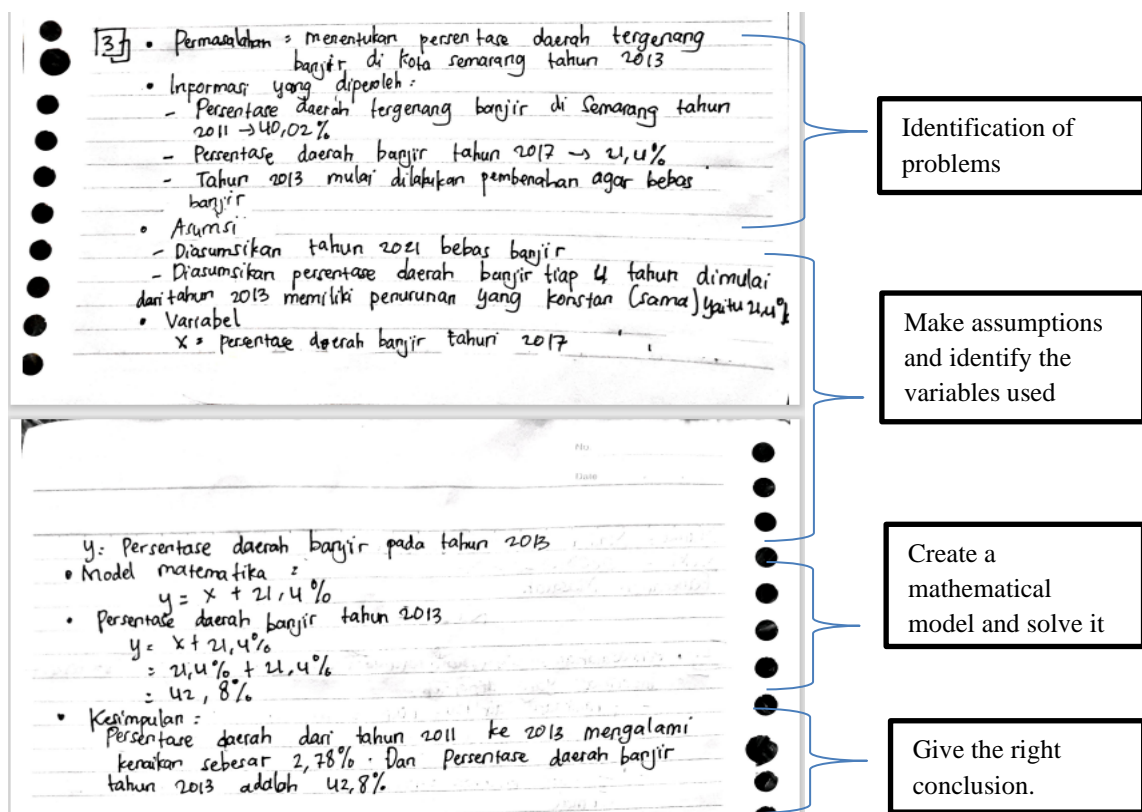 3
• Permasalahan : menentukan persentase daerah tergenang
banjir di Kota semarang tahun 2013
• Informasi yang diperoleh :
- Persentase daerah tergenang banjir di Semarang tahun
2011 → 40,02%
- Persentase daerah banjir tahun 2017 → 21,4%
- Tahun 2013 mulai dilakukan pembenahan agar bebas
banjir
• Asumsi
- Diasumsikan tahun 2021 bebas banjir
- Diasumsikan persentase daerah banjir tiap 4 tahun dimulai
dari tahun 2013 memiliki penurunan yang konstan (sama) yaitu 21,4%
• Variabel
x = persentase daerah banjir tahun 2017
No
Date
y: Persentase daerah banjir pada tahun 2013
• Model matematika :
y = x + 21,4%
• Persentase daerah banjir tahun 2013
y = x + 21,4%
= 21,4% + 21,4%
= 42,8%
• Kesimpulan :
Persentase daerah dari tahun 2011 ke 2013 mengalami
kenaikan sebesar 2,78%. Dan Persentase daerah banjir
tahun 2013 adalah 42,8%
Identification of
problems
Make assumptions
and identify the
variables used
Create a
mathematical
model and solve it
Give the right
conclusion.